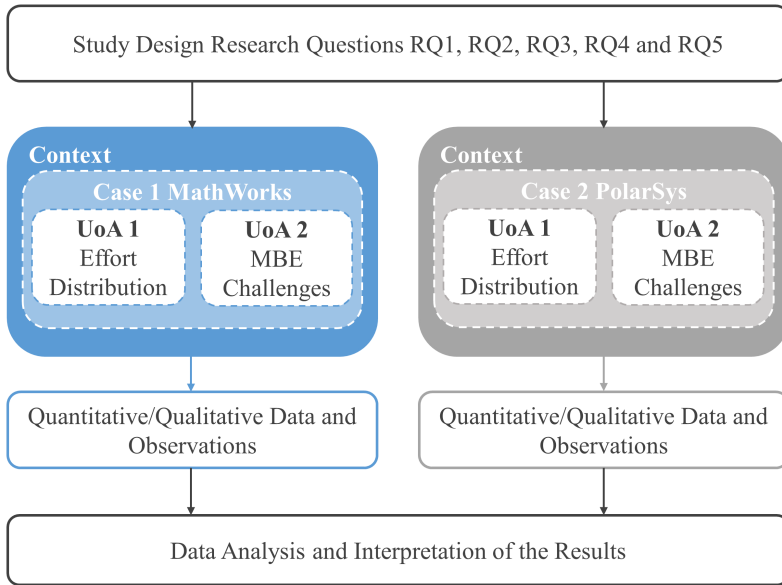 Study Design Research Questions RQ1, RQ2, RQ3, RQ4 and RQ5
Context
Case 1 MathWorks
UoA 1
Effort
Distribution
UoA 2
MBE
Challenges
Context
Case 2 PolarSys
UoA 1
Effort
Distribution
UoA 2
MBE
Challenges
Quantitative/Qualitative Data and
Observations
Quantitative/Qualitative Data and
Observations
Data Analysis and Interpretation of the Results